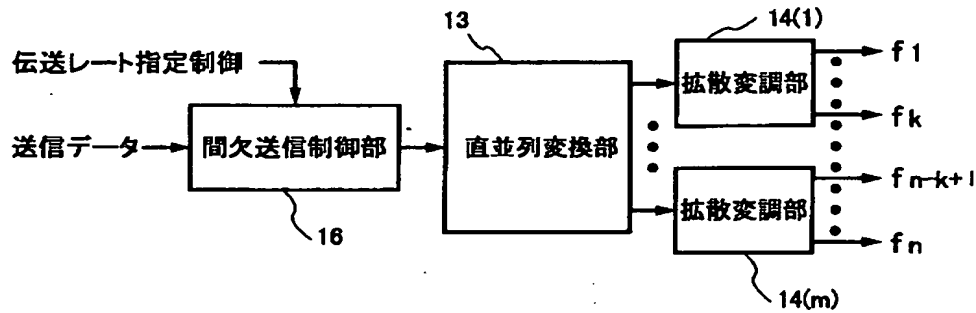 13
14(1)
伝送レート指定制御
拡散変調部
f1
fk
送信データ
間欠送信制御部
直並列変換部
拡散変調部
fn-k+1
fn
16
14(m)